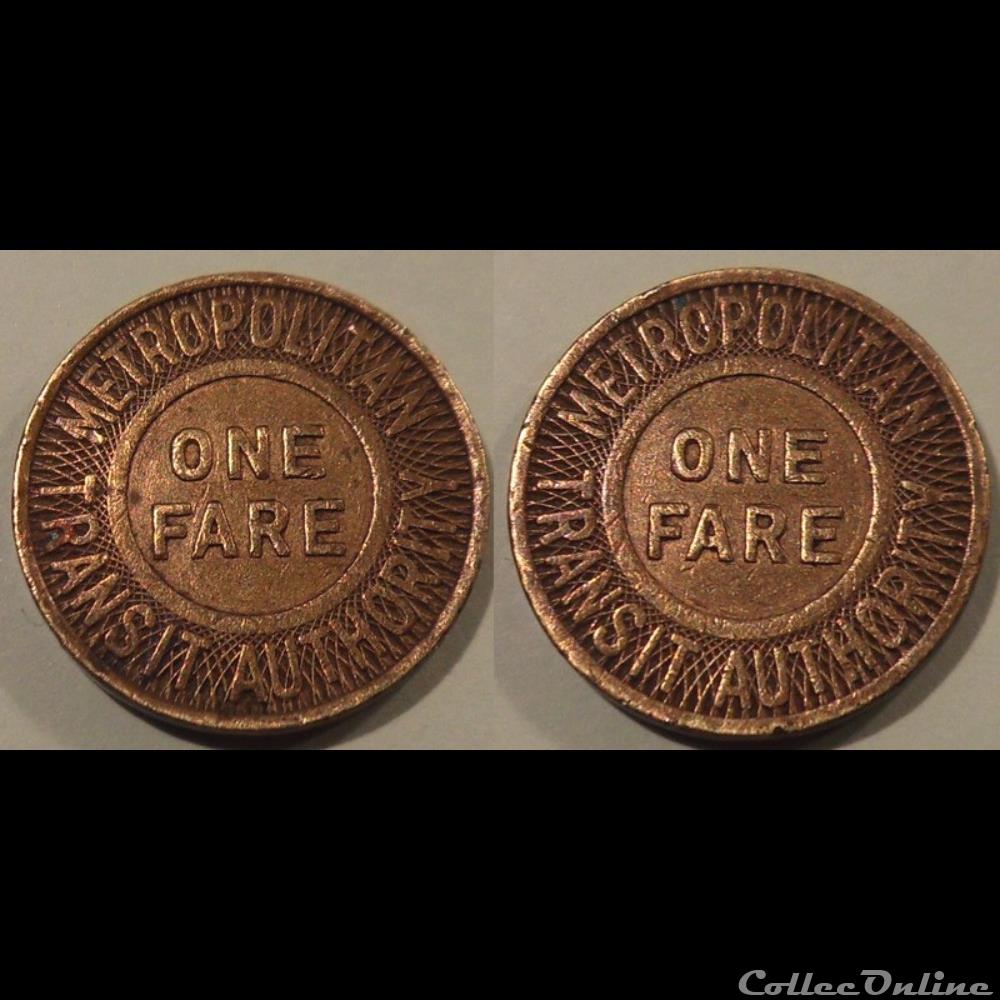 METROPOLITAN
TRANSIT AUTHORITY
ONE
FARE
METROPOLITAN
TRANSIT AUTHORITY
ONE
FARE
CollecOnline